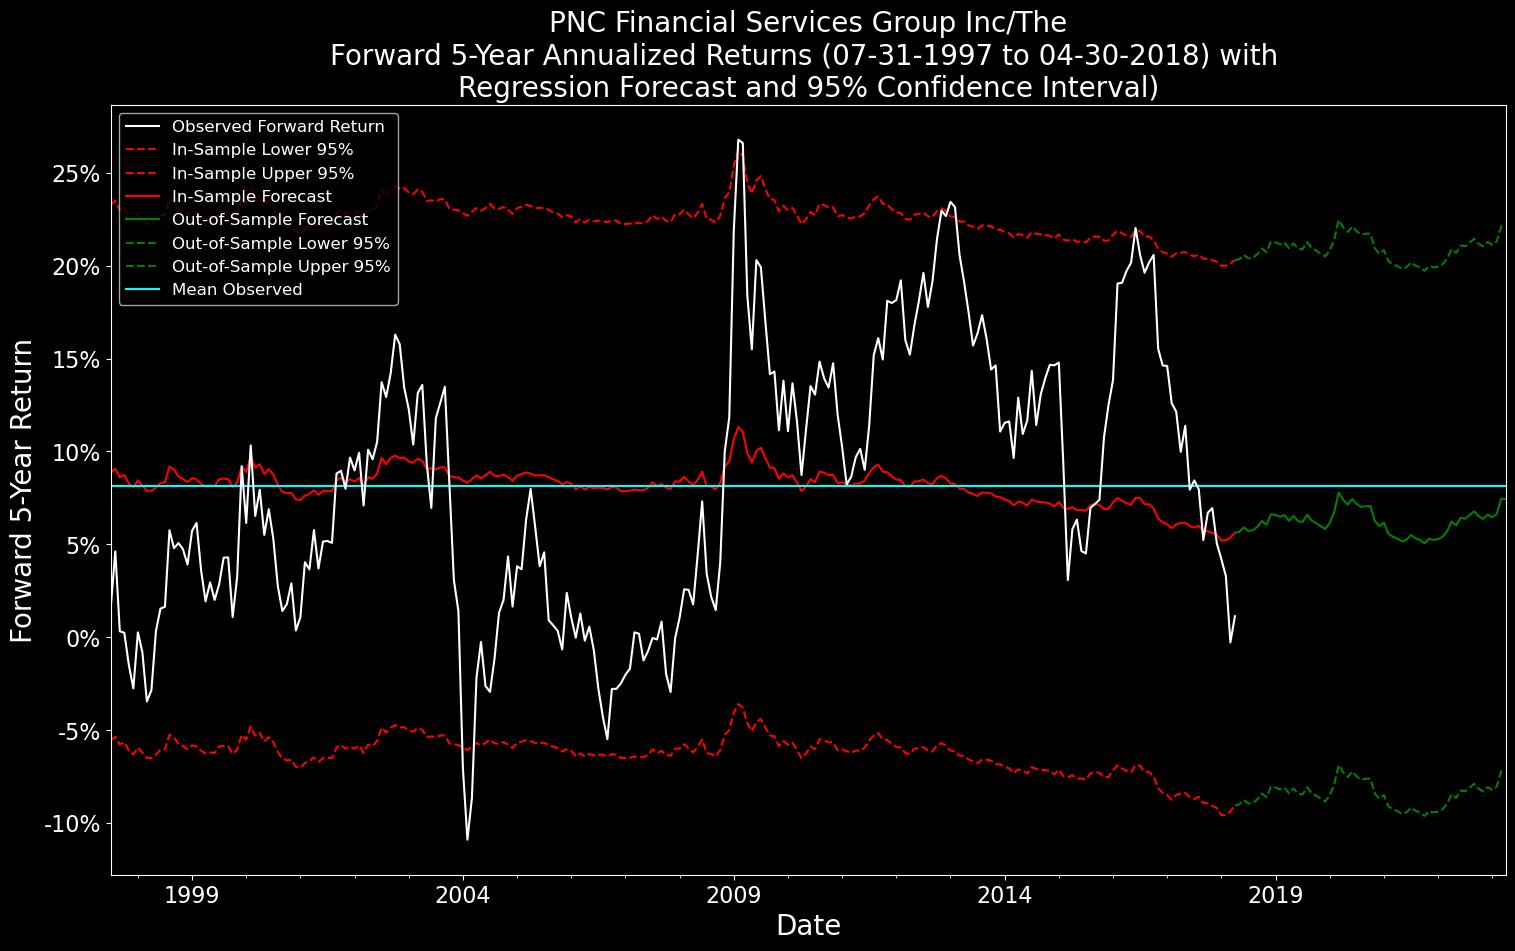 PNC Financial Services Group Inc/The
Forward 5-Year Annualized Returns (07-31-1997 to 04-30-2018) with
Regression Forecast and 95% Confidence Interval)
Observed Forward Return
In-Sample Lower 95%
In-Sample Upper 95%
In-Sample Forecast
Out-of-Sample Forecast
Out-of-Sample Lower 95%
Out-of-Sample Upper 95%
Mean Observed
Forward 5-Year Return
25%
20%
15%
10%
5%
0%
-5%
-10%
1999
2004
2009
2014
2019
Date